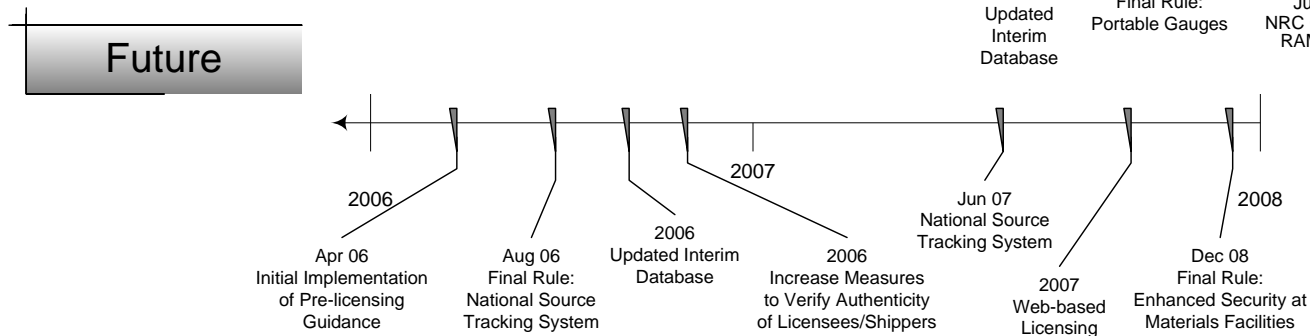 Future
Updated
Interim
Database
Final Rule:
Portable Gauges
NRC
2006
2007
2008
Apr 06
Initial Implementation
of Pre-licensing
Guidance
Aug 06
Final Rule:
National Source
Tracking System
2006
Updated Interim
Database
2006
Increase Measures
to Verify Authenticity
of Licensees/Shippers
Jun 07
National Source
Tracking System
2007
Web-based
Licensing
Dec 08
Final Rule:
Enhanced Security at
Materials Facilities